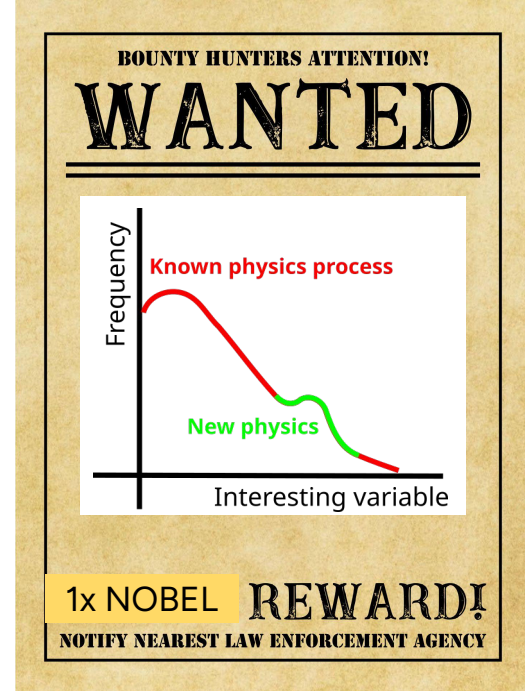 BOUNTY HUNTERS ATTENTION!
WANTED
Frequency
Known physics process
New physics
Interesting variable
1x NOBEL REWARD!
NOTIFY NEAREST LAW ENFORCEMENT AGENCY